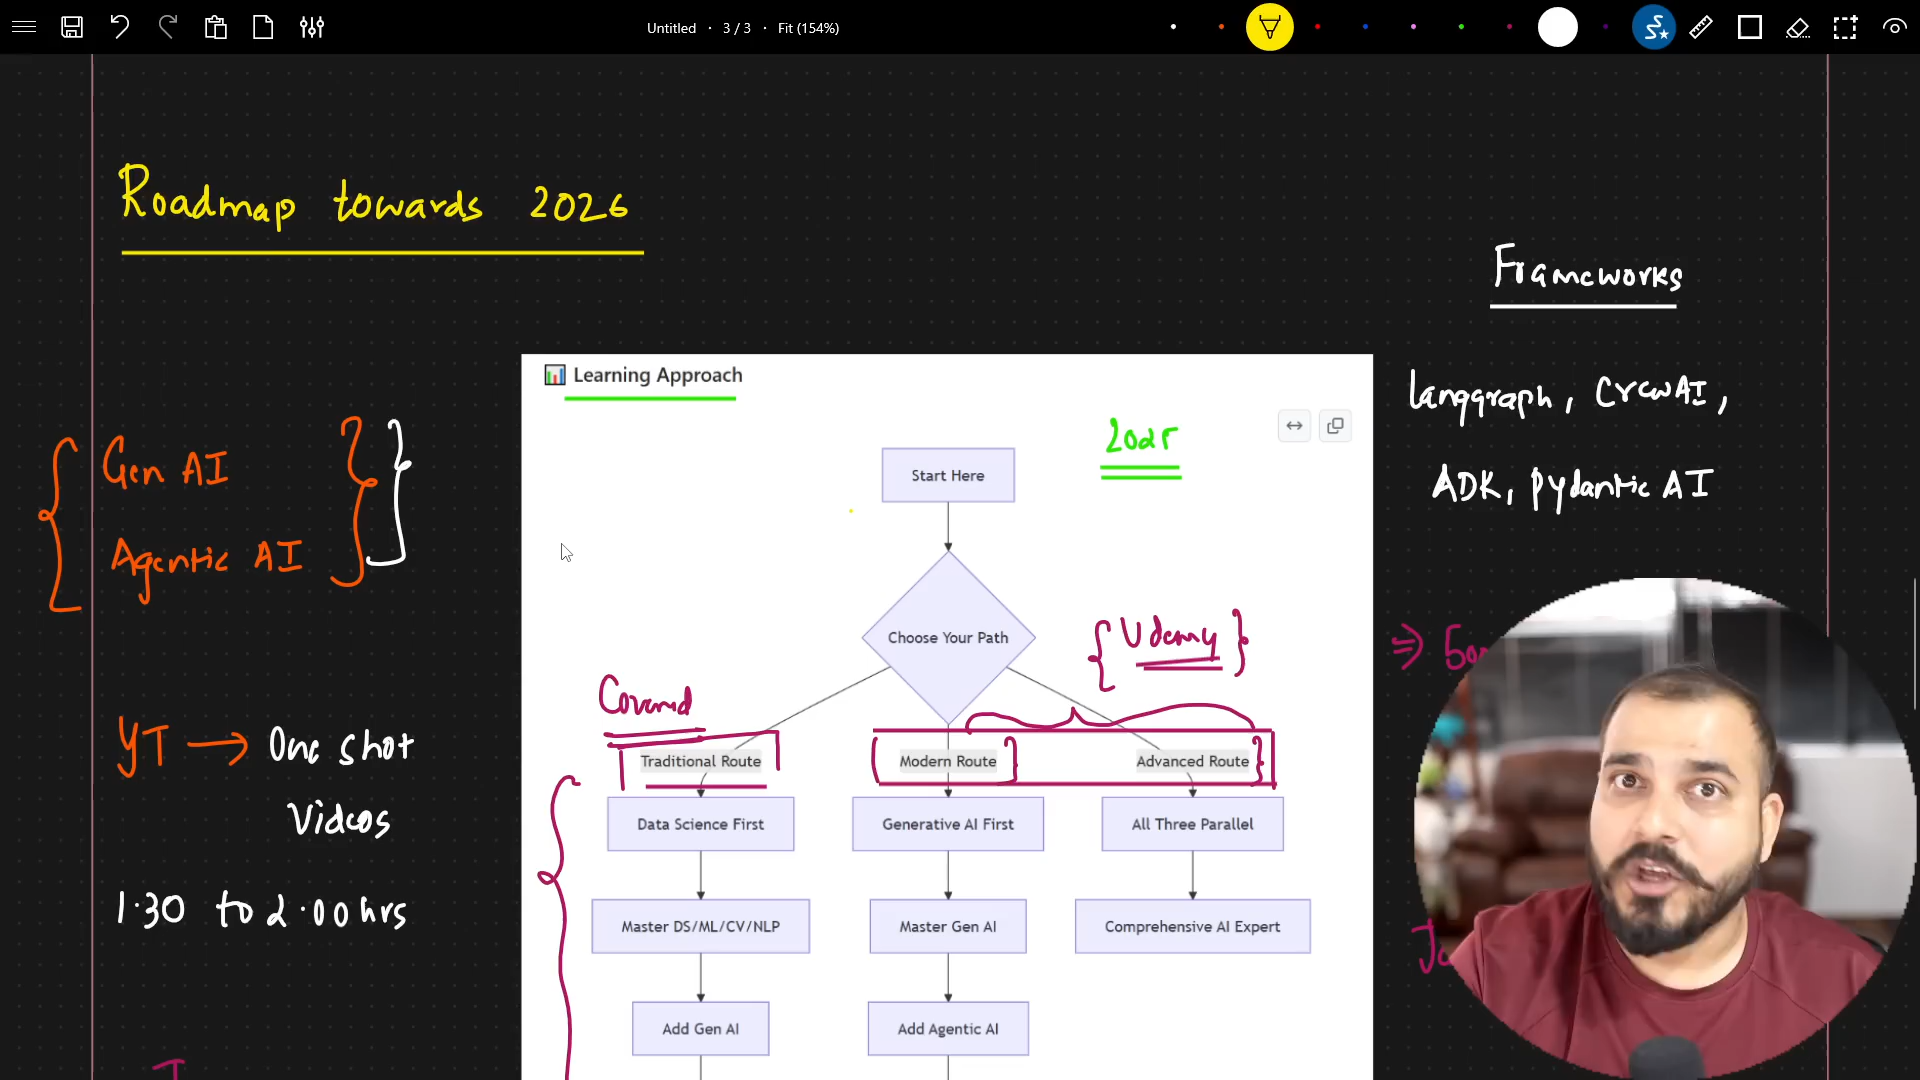 Untitled · 3 / 3 · Fit (154%)
Roadmap towards 2026
Frameworks
Learning Approach
Langgraph, CrewAI,
2025
Gen AI
Start Here
ADK, Pydantic AI
Agentic AI
Choose Your Path
{Udemy}
Covered
YT → One shot
Videos
Traditional Route
Modern Route
Advanced Route
Data Science First
Generative AI First
All Three Parallel
1.30 to 2.00hrs
Master DS/ML/CV/NLP
Master Gen AI
Comprehensive AI Expert
Add Gen AI
Add Agentic AI